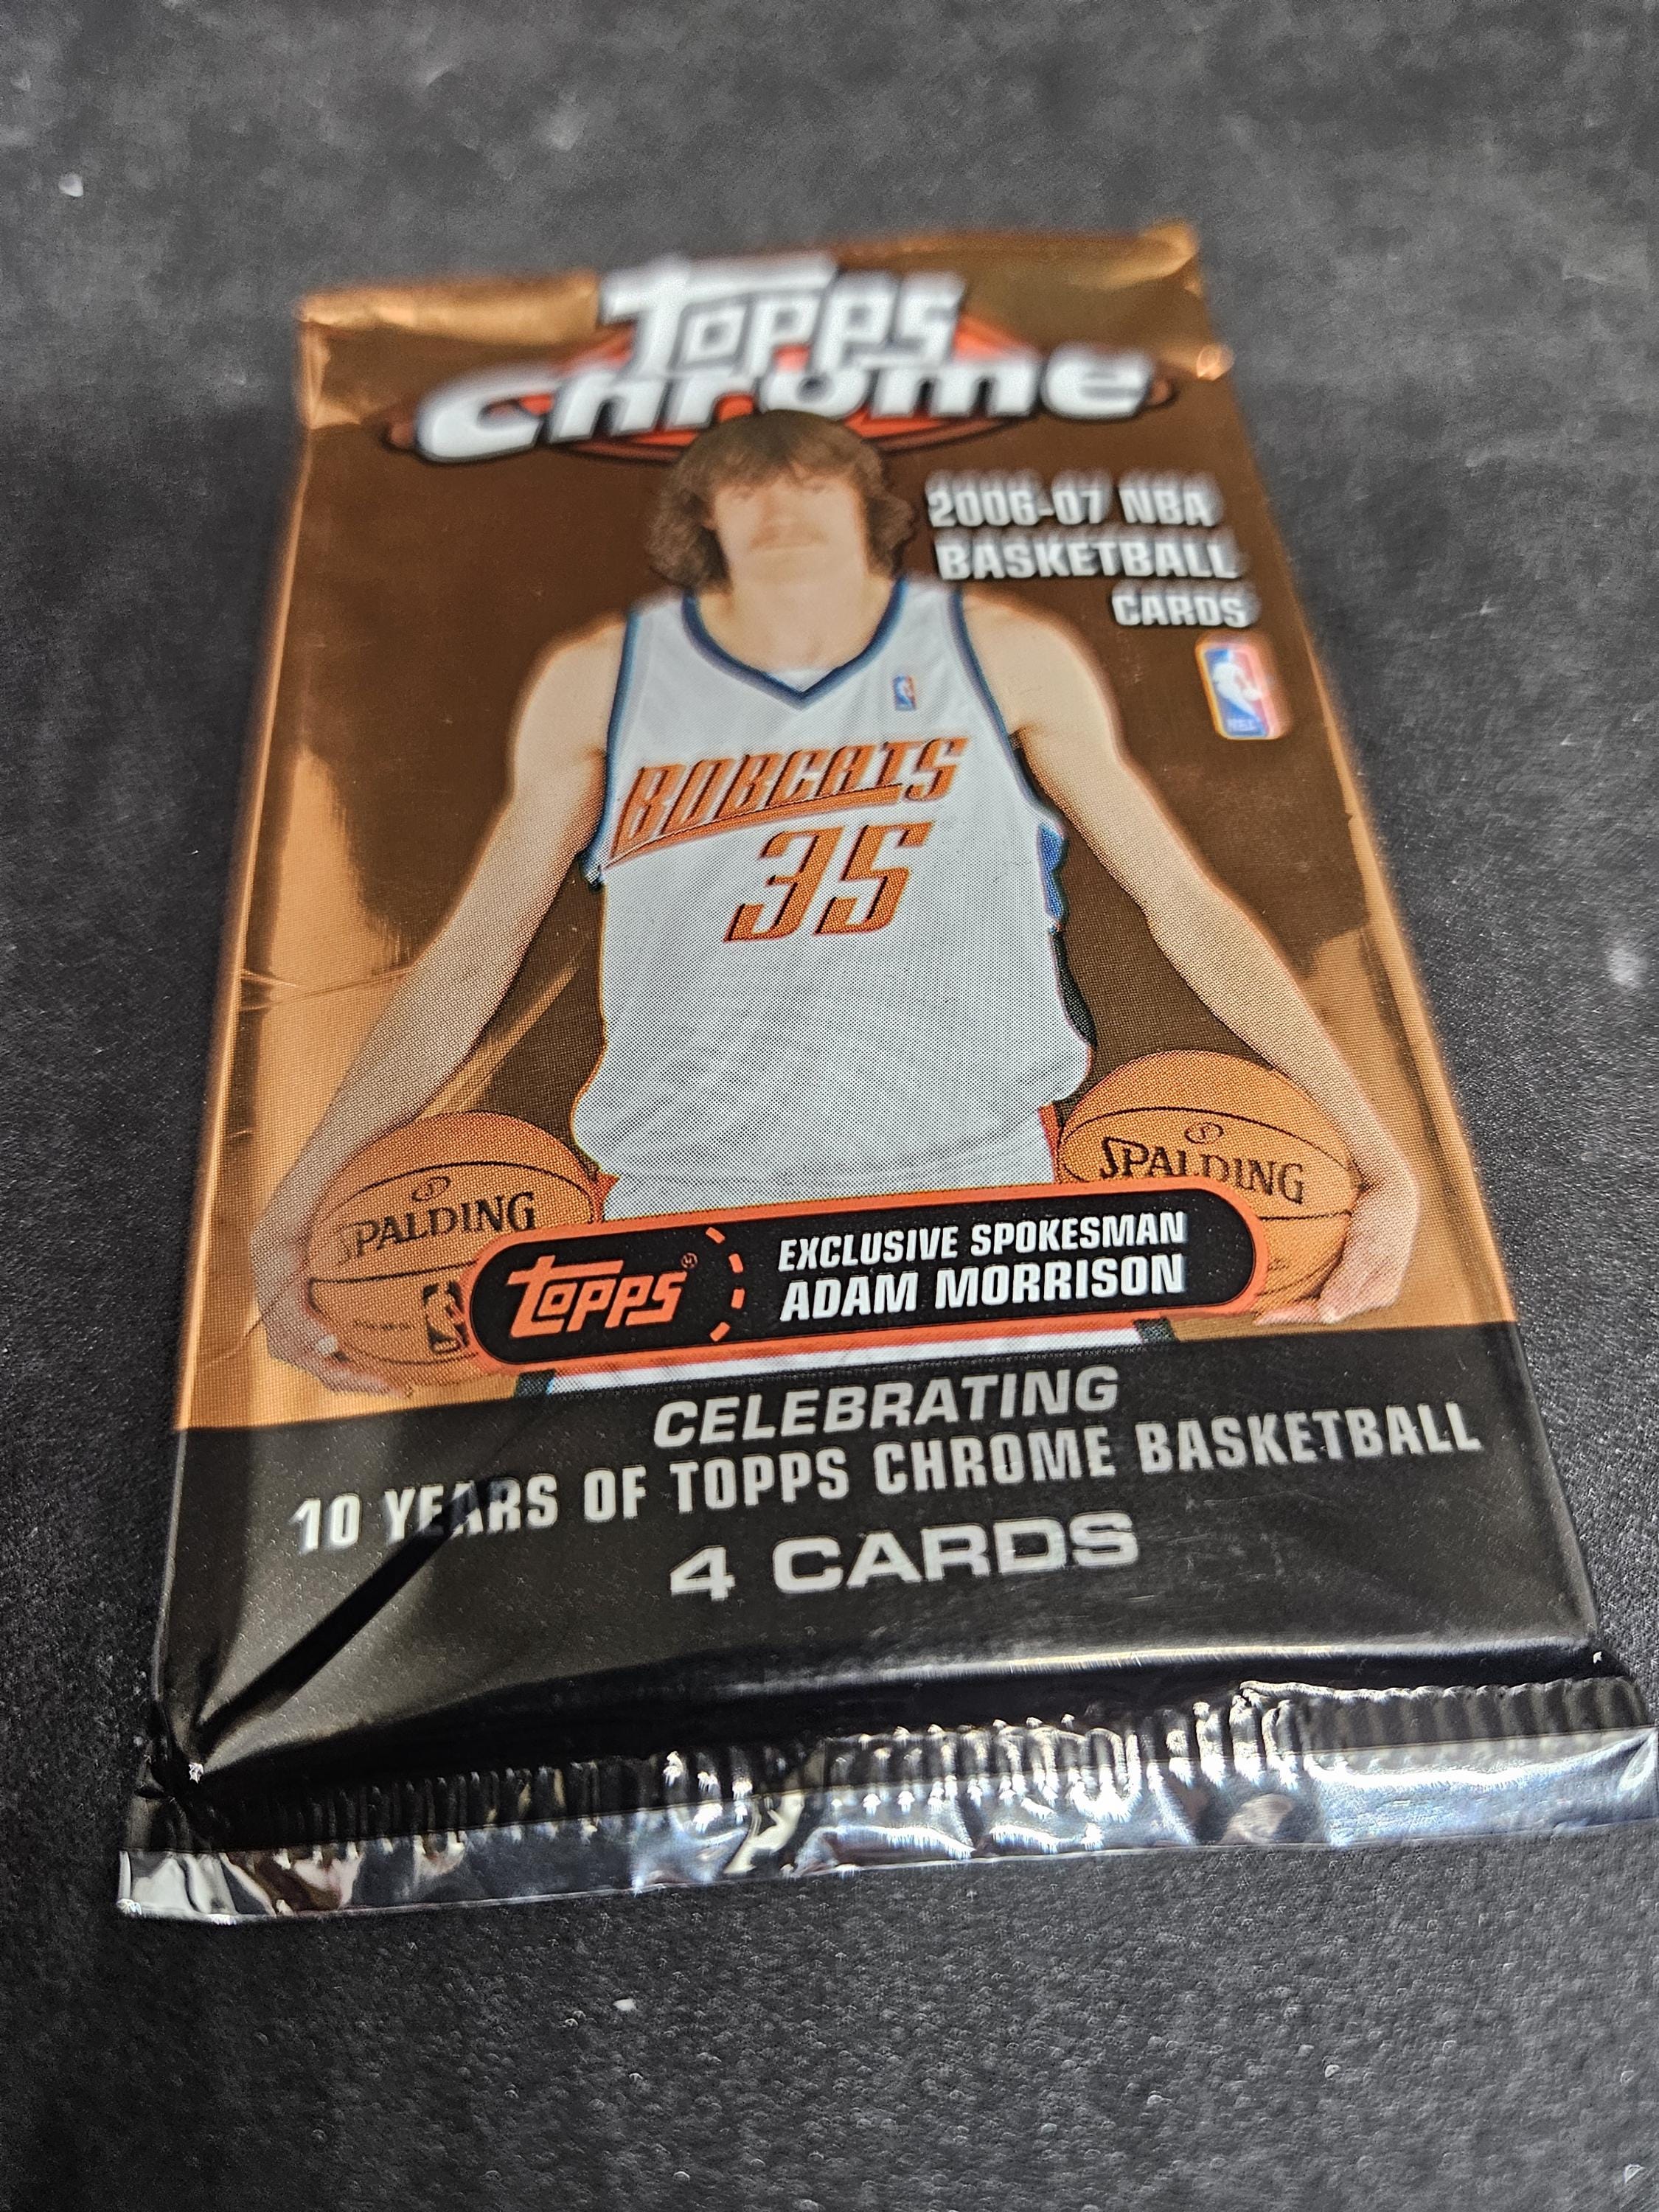 Topps
Chrome
2006-07 NBA
BASKETBALL
CARDS
BOBCATS
35
SPALDING
SPALDING
Topps
EXCLUSIVE SPOKESMAN
ADAM MORRISON
CELEBRATING
10 YEARS OF TOPPS CHROME BASKETBALL
4 CARDS